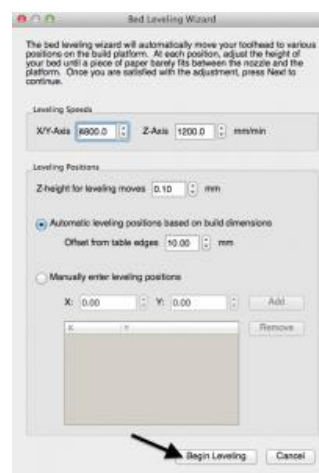 Bed Leveling Wizard
The bed leveling wizard will automatically move your toolhead to various
positions on the build platform. At each position, adjust the height of
your bed until a piece of paper barely fits between the nozzle and the
platform. Once you are satisfied with the adjustment, press Next to
continue.
Leveling Speeds
X/Y-Axis 6800.0 Z-Axis 1200.0 mm/min
Leveling Positions
Z-height for leveling moves 0.10 mm
Automatic leveling positions based on build dimensions
Offset from table edges 10.00 mm
Manually enter leveling positions
X: 0.00 Y: 0.00 Add
X Y Remove
Begin Leveling Cancel